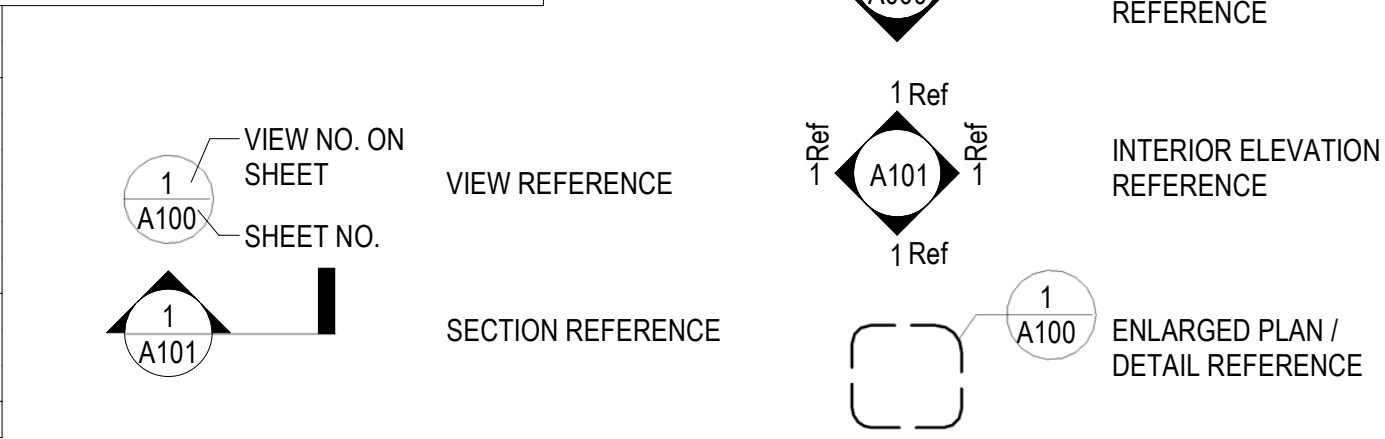 REFERENCE
VIEW NO. ON
SHEET
1
A100
SHEET NO.
VIEW REFERENCE
1 Ref
1 Ref
A101
1 Ref
1 Ref
INTERIOR ELEVATION
REFERENCE
1
A101
SECTION REFERENCE
1
A100
ENLARGED PLAN /
DETAIL REFERENCE